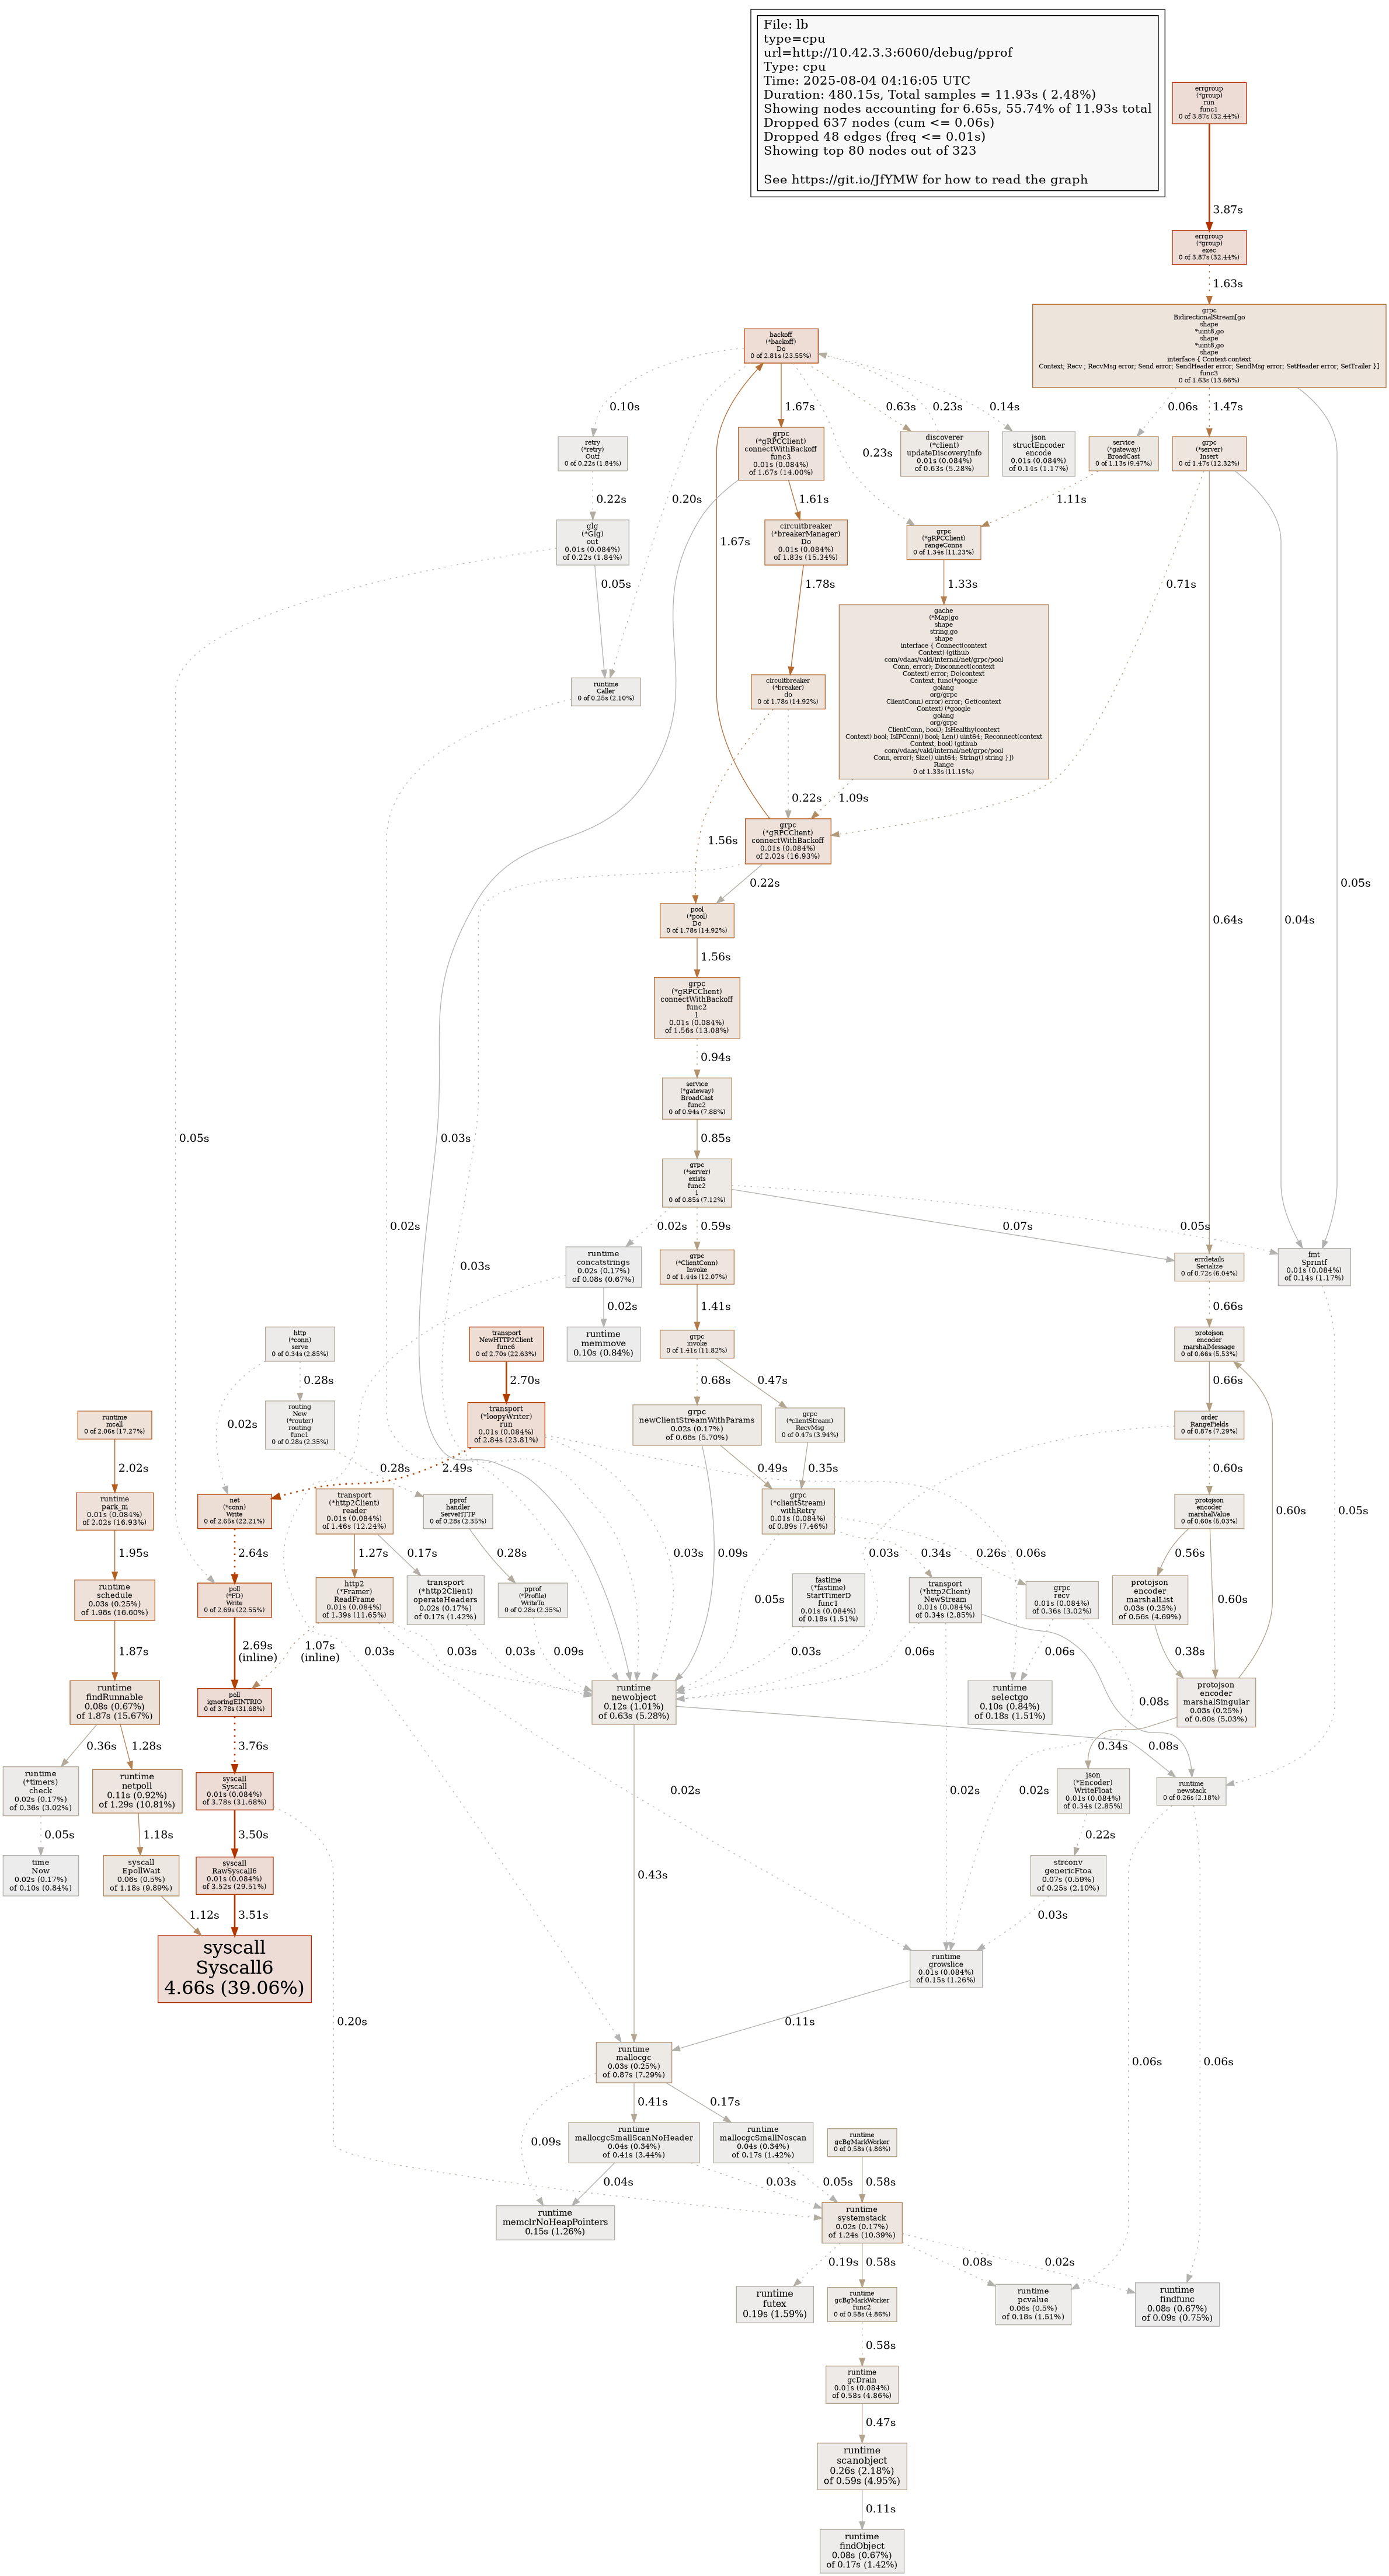 File: lb
type=cpu
url=http://10.42.3.3:6060/debug/pprof
Type: cpu
Time: 2025-08-04 04:16:05 UTC
Duration: 480.15s, Total samples = 11.93s ( 2.48%)
Showing nodes accounting for 6.65s, 55.74% of 11.93s total
Dropped 637 nodes (cum <= 0.06s)
Dropped 48 edges (freq <= 0.01s)
Showing top 80 nodes out of 323
See https://git.io/JfYMW for how to read the graph
errgroup
(*group)
run
func1
0 of 3.87s (32.44%)
3.87s
errgroup
(*group)
exec
0 of 3.87s (32.44%)
1.63s
grpc
BidirectionalStream[go
shape
*uint8,go
shape
*uint8,go
shape
interface { Context context
Context; Recv ; RecvMsg error; Send error; SendHeader error; SendMsg error; SetHeader error; SetTrailer }]
func3
0 of 1.63s (13.66%)
backoff
(*backoff)
Do
0 of 2.81s (23.55%)
0.10s
1.67s
0.63s
0.23s
0.14s
0.06s
1.47s
retry
(*retry)
Outf
0 of 0.22s (1.84%)
grpc
(*gRPCClient)
connectWithBackoff
func3
0.01s (0.084%)
of 1.67s (14.00%)
discoverer
(*client)
updateDiscoveryInfo
0.01s (0.084%)
of 0.63s (5.28%)
json
structEncoder
encode
0.01s (0.084%)
of 0.14s (1.17%)
service
(*gateway)
BroadCast
0 of 1.13s (9.47%)
grpc
(*server)
Insert
0 of 1.47s (12.32%)
0.23s
0.22s
0.20s
1.61s
1.11s
glg
(*Glg)
out
0.01s (0.084%)
of 0.22s (1.84%)
circuitbreaker
(*breakerManager)
Do
0.01s (0.084%)
of 1.83s (15.34%)
grpc
(*gRPCClient)
rangeConns
0 of 1.34s (11.23%)
1.67s
0.05s
1.78s
1.33s
0.71s
runtime
Caller
0 of 0.25s (2.10%)
circuitbreaker
(*breaker)
do
0 of 1.78s (14.92%)
gache
(*Map[go
shape
string,go
shape
interface { Connect(context
Context) (github
com/vdaas/vald/internal/net/grpc/pool
Conn, error); Disconnect(context
Context) error; Do(context
Context, func(*google
golang
org/grpc
ClientConn) error) error; Get(context
Context) (*google
golang
org/grpc
ClientConn, bool); IsHealthy(context
Context) bool; IsIPConn() bool; Len() uint64; Reconnect(context
Context, bool) (github
com/vdaas/vald/internal/net/grpc/pool
Conn, error); Size() uint64; String() string }])
Range
0 of 1.33s (11.15%)
0.22s
1.09s
grpc
(*gRPCClient)
connectWithBackoff
0.01s (0.084%)
of 2.02s (16.93%)
1.56s
0.22s
0.05s
pool
(*pool)
Do
0 of 1.78s (14.92%)
0.64s
0.04s
1.56s
grpc
(*gRPCClient)
connectWithBackoff
func2
1
0.01s (0.084%)
of 1.56s (13.08%)
0.94s
service
(*gateway)
BroadCast
func2
0 of 0.94s (7.88%)
0.05s
0.03s
0.85s
grpc
(*server)
exists
func2
1
0 of 0.85s (7.12%)
0.02s
0.02s
0.59s
0.07s
0.05s
runtime
concatstrings
0.02s (0.17%)
of 0.08s (0.67%)
grpc
(*ClientConn)
Invoke
0 of 1.44s (12.07%)
errdetails
Serialize
0 of 0.72s (6.04%)
fmt
Sprintf
0.01s (0.084%)
of 0.14s (1.17%)
0.03s
0.02s
1.41s
0.66s
http
(*conn)
serve
0 of 0.34s (2.85%)
transport
NewHTTP2Client
func6
0 of 2.70s (22.63%)
runtime
memmove
0.10s (0.84%)
grpc
invoke
0 of 1.41s (11.82%)
protojson
encoder
marshalMessage
0 of 0.66s (5.53%)
0.28s
2.70s
0.68s
0.47s
0.66s
runtime
mcall
0 of 2.06s (17.27%)
routing
New
(*router)
routing
func1
0 of 0.28s (2.35%)
transport
(*loopyWriter)
run
0.01s (0.084%)
of 2.84s (23.81%)
grpc
newClientStreamWithParams
0.02s (0.17%)
of 0.68s (5.70%)
grpc
(*clientStream)
RecvMsg
0 of 0.47s (3.94%)
order
RangeFields
0 of 0.87s (7.29%)
0.02s
2.02s
0.28s
2.49s
0.49s
0.35s
0.60s
runtime
park_m
0.01s (0.084%)
of 2.02s (16.93%)
net
(*conn)
Write
0 of 2.65s (22.21%)
transport
(*http2Client)
reader
0.01s (0.084%)
of 1.46s (12.24%)
pprof
handler
ServeHTTP
0 of 0.28s (2.35%)
grpc
(*clientStream)
withRetry
0.01s (0.084%)
of 0.89s (7.46%)
protojson
encoder
marshalValue
0 of 0.60s (5.03%)
0.60s
0.05s
1.95s
2.64s
1.27s
0.17s
0.28s
0.03s
0.09s
0.03s
0.34s
0.26s
0.06s
0.56s
runtime
schedule
0.03s (0.25%)
of 1.98s (16.60%)
poll
(*FD)
Write
0 of 2.69s (22.55%)
http2
(*Framer)
ReadFrame
0.01s (0.084%)
of 1.39s (11.65%)
transport
(*http2Client)
operateHeaders
0.02s (0.17%)
of 0.17s (1.42%)
pprof
(*Profile)
WriteTo
0 of 0.28s (2.35%)
fastime
(*fastime)
StartTimerD
func1
0.01s (0.084%)
of 0.18s (1.51%)
transport
(*http2Client)
NewStream
0.01s (0.084%)
of 0.34s (2.85%)
grpc
recv
0.01s (0.084%)
of 0.36s (3.02%)
protojson
encoder
marshalList
0.03s (0.25%)
of 0.56s (4.69%)
0.05s
0.60s
1.87s
2.69s
(inline)
1.07s
(inline)
0.03s
0.03s
0.03s
0.09s
0.03s
0.06s
0.06s
0.38s
runtime
findRunnable
0.08s (0.67%)
of 1.87s (15.67%)
poll
ignoringEINTRIO
0 of 3.78s (31.68%)
runtime
newobject
0.12s (1.01%)
of 0.63s (5.28%)
runtime
selectgo
0.10s (0.84%)
of 0.18s (1.51%)
protojson
encoder
marshalSingular
0.03s (0.25%)
of 0.60s (5.03%)
0.08s
0.36s
1.28s
3.76s
0.08s
0.34s
runtime
(*timers)
check
0.02s (0.17%)
of 0.36s (3.02%)
runtime
netpoll
0.11s (0.92%)
of 1.29s (10.81%)
syscall
Syscall
0.01s (0.084%)
of 3.78s (31.68%)
json
(*Encoder)
WriteFloat
0.01s (0.084%)
of 0.34s (2.85%)
runtime
newstack
0 of 0.26s (2.18%)
0.02s
0.02s
0.02s
0.05s
1.18s
3.50s
0.22s
time
Now
0.02s (0.17%)
of 0.10s (0.84%)
syscall
EpollWait
0.06s (0.5%)
of 1.18s (9.89%)
syscall
RawSyscall6
0.01s (0.084%)
of 3.52s (29.51%)
0.43s
strconv
genericFtoa
0.07s (0.59%)
of 0.25s (2.10%)
1.12s
3.51s
0.03s
syscall
Syscall6
4.66s (39.06%)
runtime
growslice
0.01s (0.084%)
of 0.15s (1.26%)
0.20s
0.11s
runtime
mallocgc
0.03s (0.25%)
of 0.87s (7.29%)
0.06s
0.06s
0.41s
0.17s
0.09s
runtime
mallocgcSmallScanNoHeader
0.04s (0.34%)
of 0.41s (3.44%)
runtime
mallocgcSmallNoscan
0.04s (0.34%)
of 0.17s (1.42%)
runtime
gcBgMarkWorker
0 of 0.58s (4.86%)
0.04s
0.03s
0.05s
0.58s
runtime
memclrNoHeapPointers
0.15s (1.26%)
runtime
systemstack
0.02s (0.17%)
of 1.24s (10.39%)
0.19s
0.58s
0.08s
0.02s
runtime
futex
0.19s (1.59%)
runtime
gcBgMarkWorker
func2
0 of 0.58s (4.86%)
runtime
pcvalue
0.06s (0.5%)
of 0.18s (1.51%)
runtime
findfunc
0.08s (0.67%)
of 0.09s (0.75%)
0.58s
runtime
gcDrain
0.01s (0.084%)
of 0.58s (4.86%)
0.47s
runtime
scanobject
0.26s (2.18%)
of 0.59s (4.95%)
0.11s
runtime
findObject
0.08s (0.67%)
of 0.17s (1.42%)